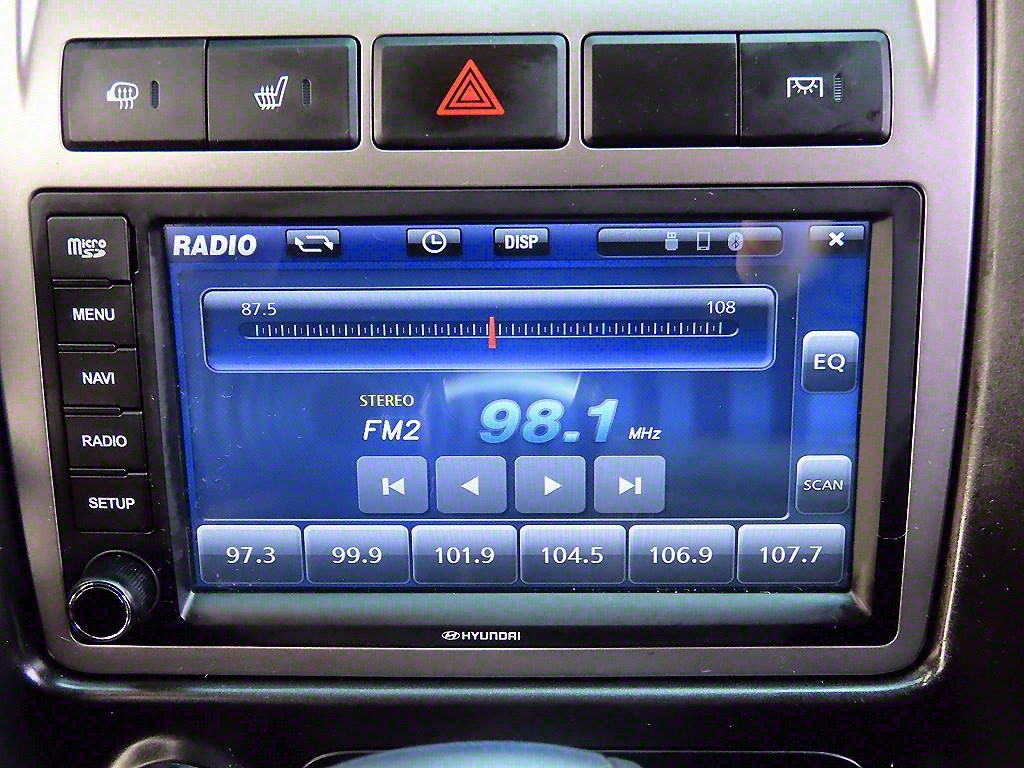 micro SD
RADIO
DISP
87.5
108
MENU
NAVI
EQ
STEREO
FM2 98.1 MHz
RADIO
SCAN
SETUP
97.3 99.9 101.9 104.5 106.9 107.7
HYUNDAI